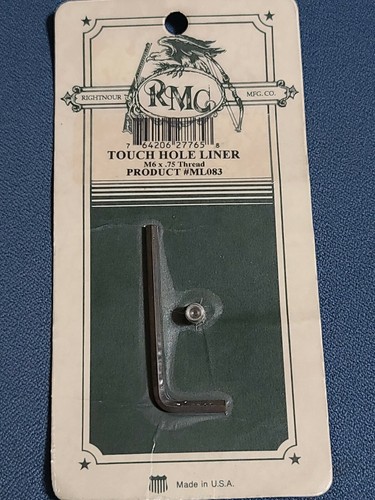 RIGHTNOUR
RMC
MFG. CO.
7 64206 27765 8
TOUCH HOLE LINER
M6 x .75 Thread
PRODUCT #ML083
Made in U.S.A.